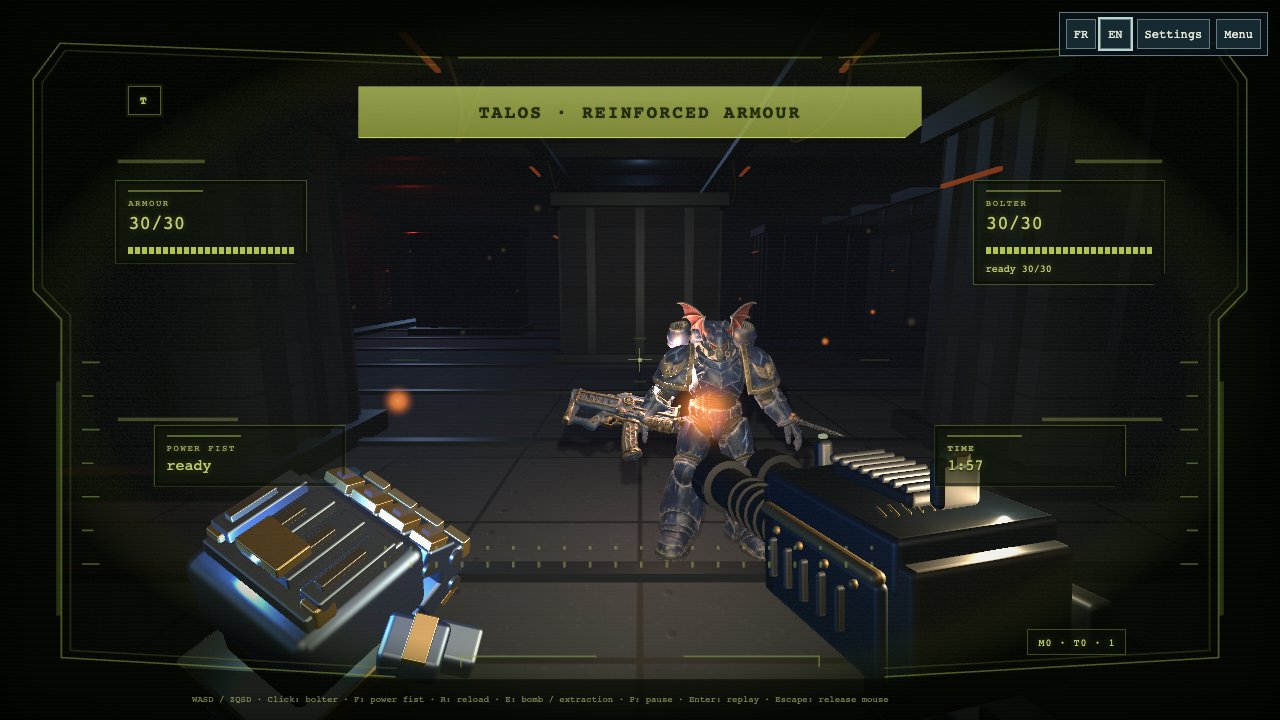 FR EN Settings Menu
T
TALOS · REINFORCED ARMOUR
ARMOUR
30/30
BOLTER
30/30
ready 30/30
POWER FIST
ready
TIME
1:57
M0 · T0 · 1
WASD / ZQSD · Click: bolter · F: power fist · R: reload · E: bomb / extraction · P: pause · Enter: replay · Escape: release mouse